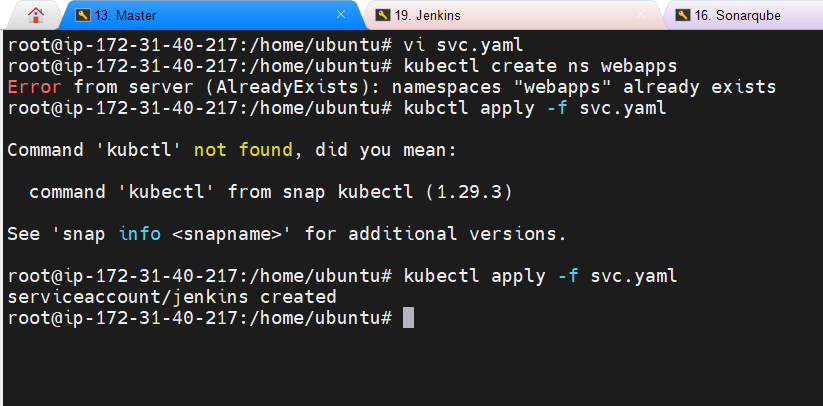 13. Master
19. Jenkins
16. Sonarqube
root@ip-172-31-40-217:/home/ubuntu# vi svc.yaml
root@ip-172-31-40-217:/home/ubuntu# kubectl create ns webapps
Error from server (AlreadyExists): namespaces "webapps" already exists
root@ip-172-31-40-217:/home/ubuntu# kubctl apply -f svc.yaml
Command 'kubctl' not found, did you mean:
command 'kubectl' from snap kubectl (1.29.3)
See 'snap info <snapname>' for additional versions.
root@ip-172-31-40-217:/home/ubuntu# kubectl apply -f svc.yaml
serviceaccount/jenkins created
root@ip-172-31-40-217:/home/ubuntu#